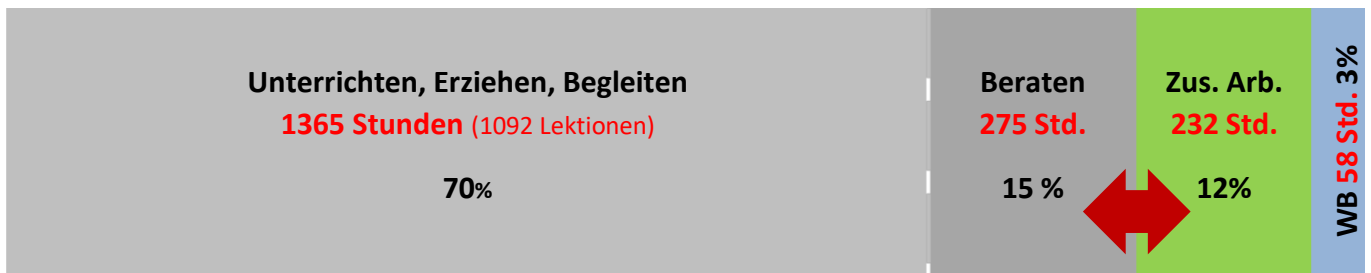 Unterrichten, Erziehen, Begleiten
1365 Stunden (1092 Lektionen)
70%
Beraten
275 Std.
15 %
Zus. Arb.
232 Std.
12%
WB 58 Std. 3%